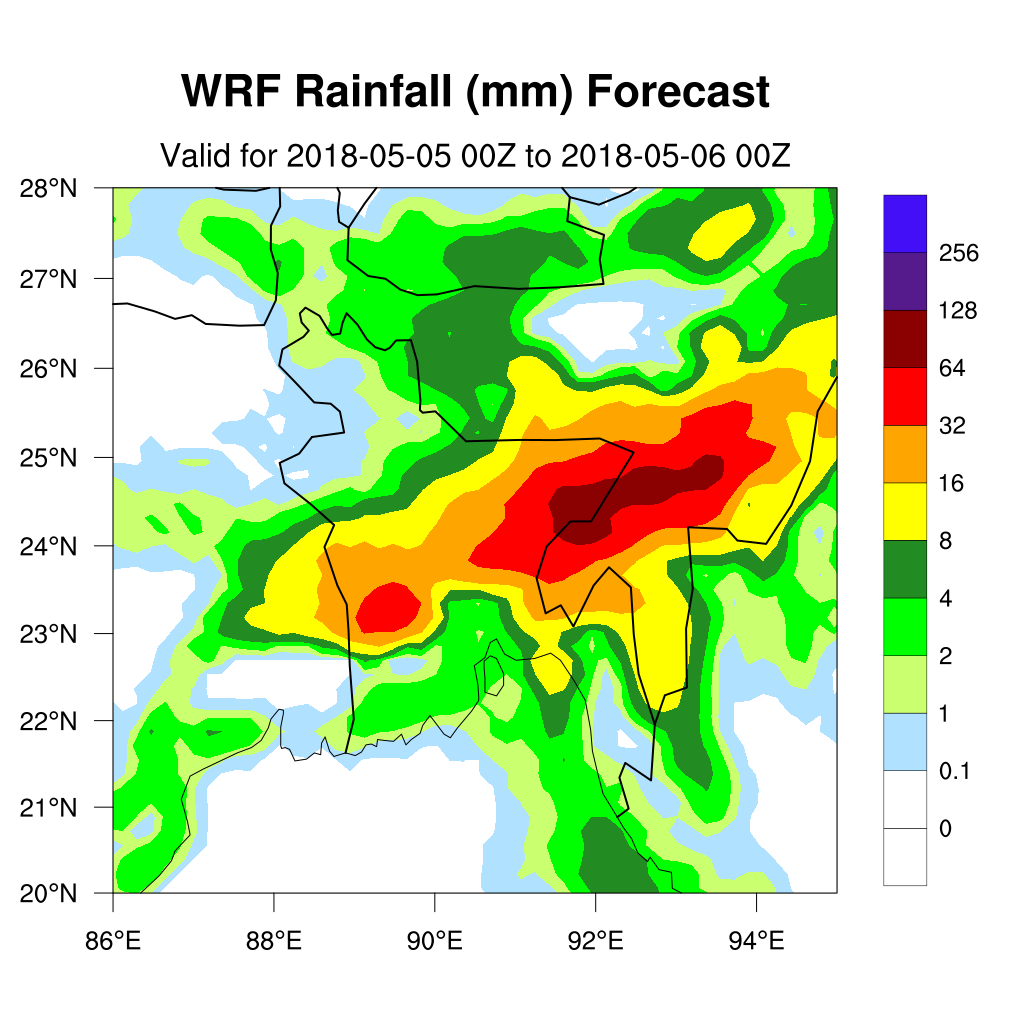 WRF Rainfall (mm) Forecast
Valid for 2018-05-05 00Z to 2018-05-06 00Z
28°N
27°N
26°N
25°N
24°N
23°N
22°N
21°N
20°N
86°E 88°E 90°E 92°E 94°E
256
128
64
32
16
8
4
2
1
0.1
0